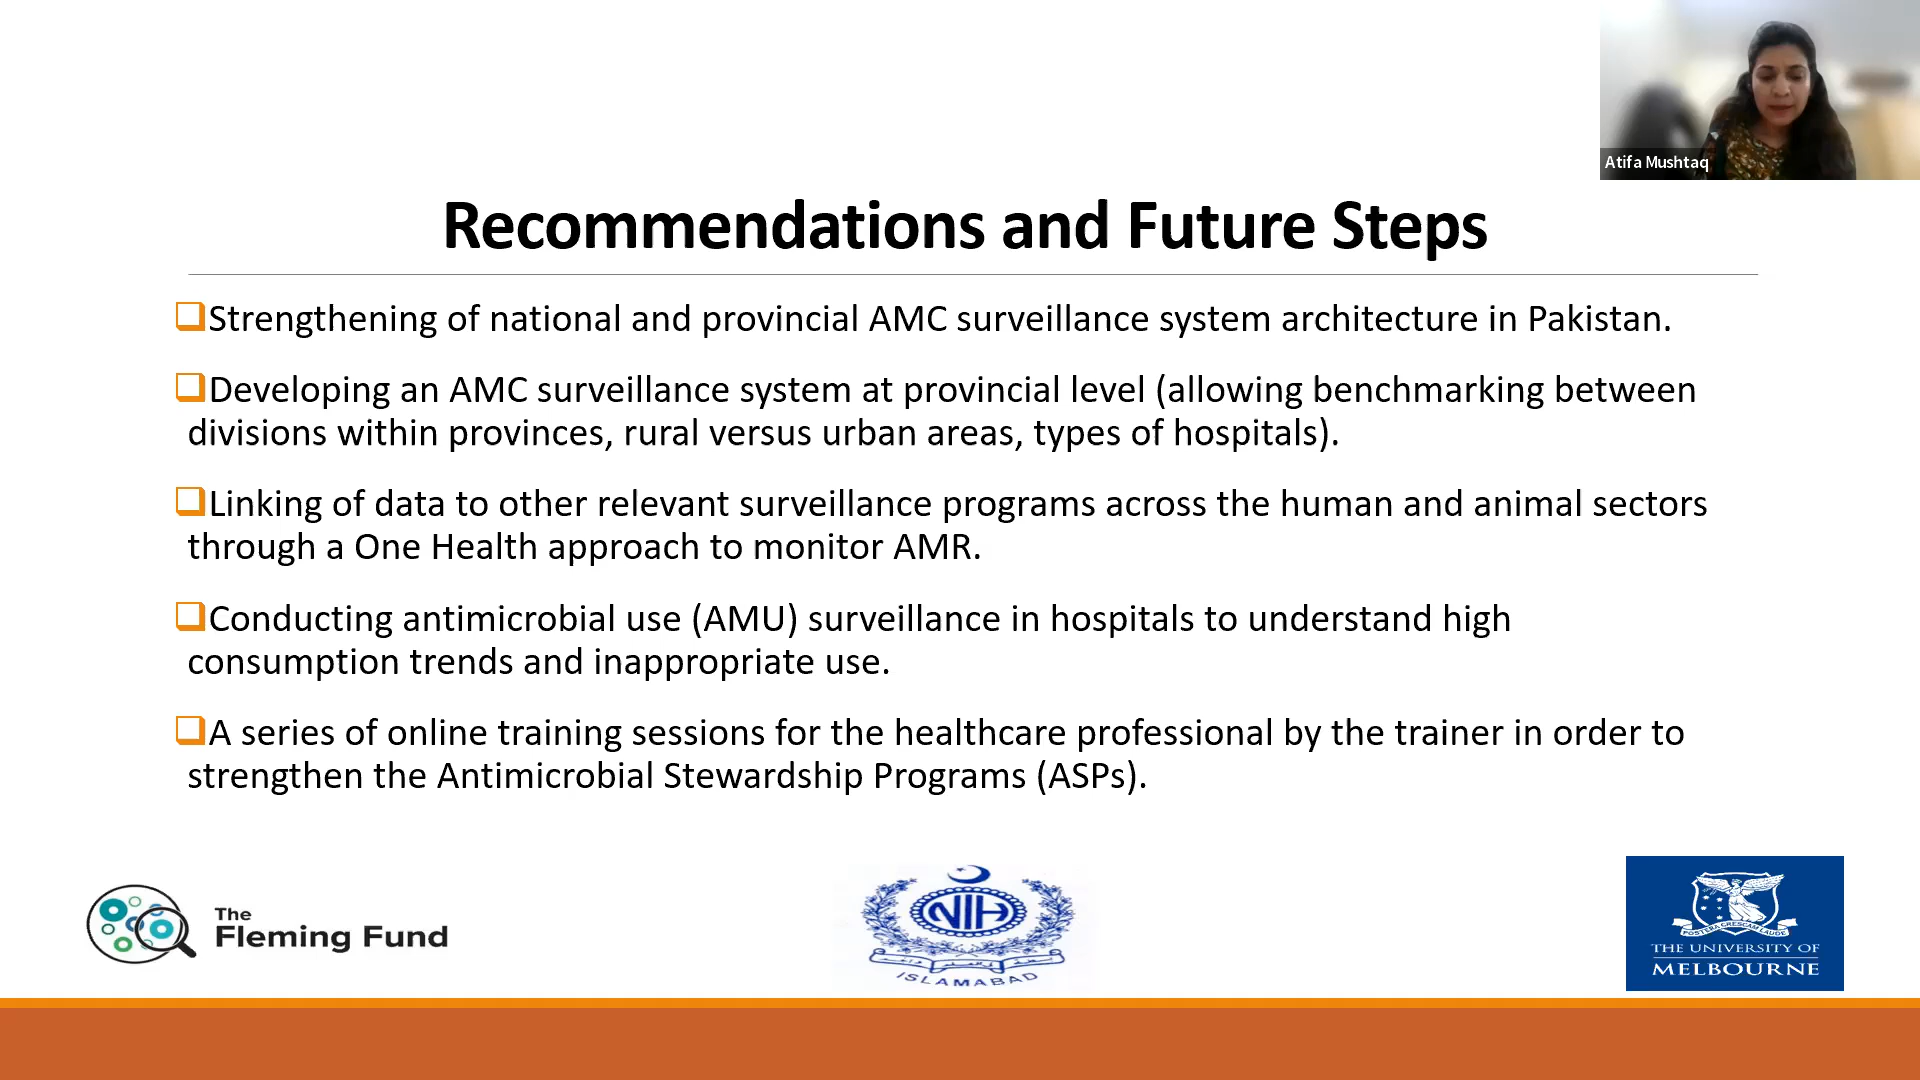 Atifa Mushtaq
Recommendations and Future Steps
Strengthening of national and provincial AMC surveillance system architecture in Pakistan.
Developing an AMC surveillance system at provincial level (allowing benchmarking between
divisions within provinces, rural versus urban areas, types of hospitals).
Linking of data to other relevant surveillance programs across the human and animal sectors
through a One Health approach to monitor AMR.
Conducting antimicrobial use (AMU) surveillance in hospitals to understand high
consumption trends and inappropriate use.
A series of online training sessions for the healthcare professional by the trainer in order to
strengthen the Antimicrobial Stewardship Programs (ASPs).
The
Fleming Fund
NIH
ISLAMABAD
POSTERA CRESCAM LAUDE
THE UNIVERSITY OF
MELBOURNE